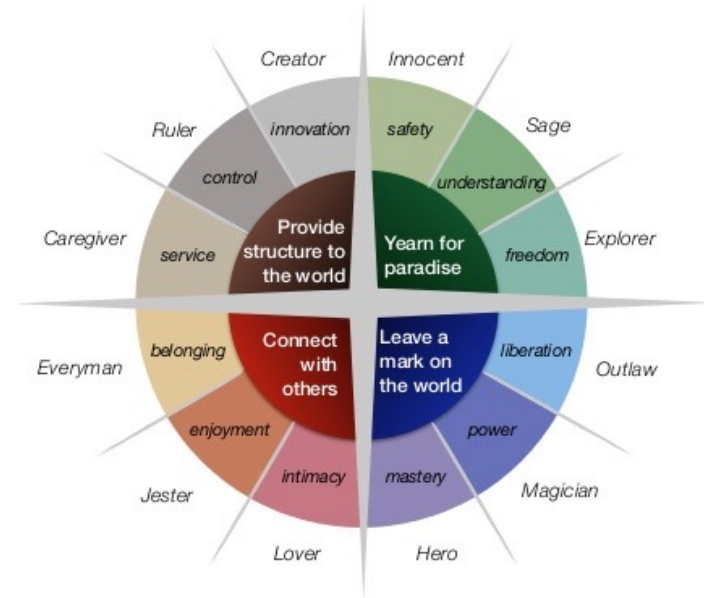 Creator
Innocent
Ruler
innovation
safety
Sage
control
understanding
Caregiver
service
Provide
structure to
the world
Yearn for
paradise
freedom
Explorer
Everyman
belonging
Connect
with
others
Leave a
mark on
the world
liberation
Outlaw
enjoyment
power
Jester
intimacy
mastery
Magician
Lover
Hero